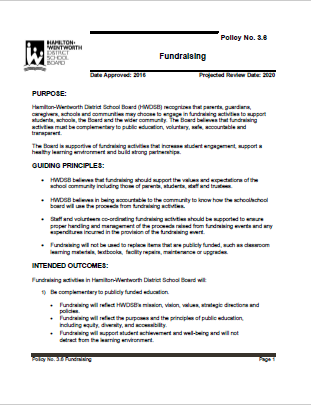 Policy No. 3.6
HAMILTON-WENTWORTH
DISTRICT
SCHOOL
BOARD
Fundraising
Date Approved: 2016 Projected Review Date: 2020
PURPOSE:
Hamilton-Wentworth District School Board (HWDSB) recognizes that parents, guardians,
caregivers, schools and communities may choose to engage in fundraising activities to support
students, schools, the Board and the wider community. The Board believes that fundraising
activities must be complementary to public education, voluntary, safe, accountable and
transparent.
The Board is supportive of fundraising activities that increase student engagement, support a
healthy learning environment and build strong partnerships.
GUIDING PRINCIPLES:
• HWDSB believes that fundraising should support the values and expectations of the
school community including those of parents, students, staff and trustees.
• HWDSB believes in being accountable to the community to know how the school/school
board will use the proceeds from fundraising activities.
• Staff and volunteers co-ordinating fundraising activities should be supported to ensure
proper handling and management of the proceeds raised from fundraising events and any
expenditures incurred in the provision of the fundraising event.
• Fundraising will not be used to replace items that are publicly funded, such as classroom
learning materials, textbooks, facility repairs, maintenance or upgrades.
INTENDED OUTCOMES:
Fundraising activities in Hamilton-Wentworth District School Board will:
1) Be complementary to publicly funded education.
• Fundraising will reflect HWDSB's mission, vision, values, strategic directions and
policies.
• Fundraising will reflect the purposes and the principles of public education,
including equity, diversity, and accessibility.
• Fundraising will support student achievement and well-being and will not
detract from the learning environment.
Policy No. 3.6 Fundraising Page 1